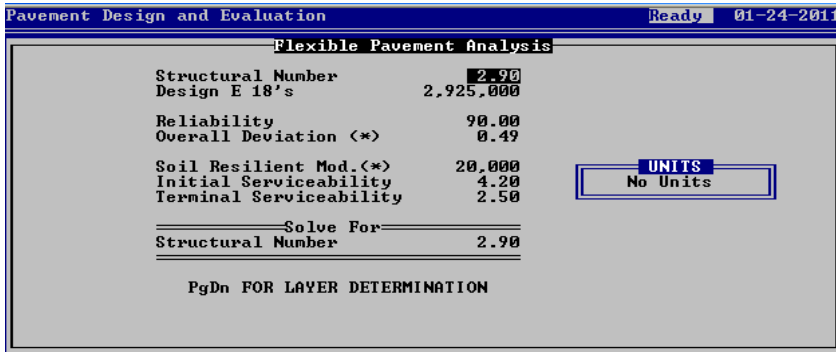 Pavement Design and Evaluation Ready 01-24-2011
Flexible Pavement Analysis
Structural Number 2.90
Design E 18's 2,925,000
Reliability 90.00
Overall Deviation (*) 0.49
Soil Resilient Mod.(*) 20,000
Initial Serviceability 4.20
Terminal Serviceability 2.50
UNITS
No Units
Solve For
Structural Number 2.90
PgDn FOR LAYER DETERMINATION